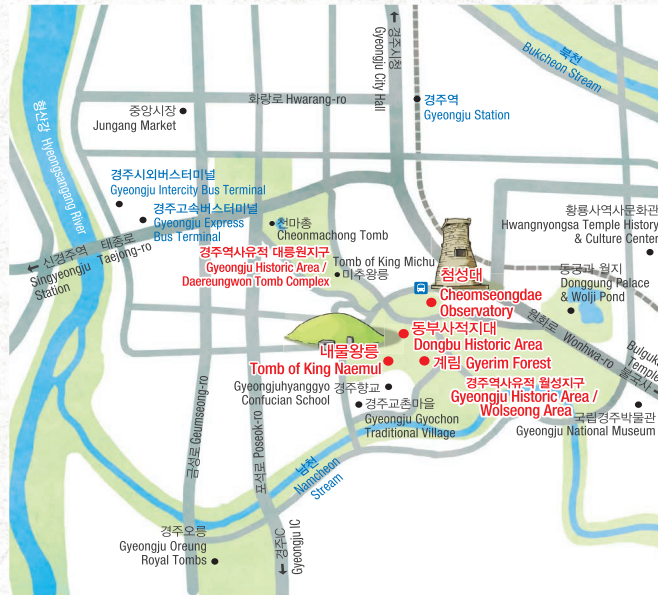 경주시청
Gyeongju City Hall
북천
Bukcheon Stream
화랑로 Hwarang-ro
경주역
Gyeongju Station
중앙시장
Jungang Market
형산강 Hyeongsangang River
경주시외버스터미널
Gyeongju Intercity Bus Terminal
경주고속버스터미널
Gyeongju Express
Bus Terminal
천마총
Cheonmachong Tomb
황룡사역사문화관
Hwangnyongsa Temple History
& Culture Center
신경주역
Singyeongju
Station
태종로
Taejong-ro
경주역사유적 대릉원지구
Gyeongju Historic Area /
Daereungwon Tomb Complex
Tomb of King Michu
미추왕릉
첨성대
Cheomseongdae
Observatory
동궁과 월지
Donggung Palace
& Wolji Pond
원화로 Wonhwa-ro
동부사적지대
Dongbu Historic Area
내물왕릉
Tomb of King Naemul
계림 Gyerim Forest
Bulguk
Temple
불국사
Gyeongjuhyanggyo 경주향교
Confucian School
경주역사유적 월성지구
Gyeongju Historic Area /
Wolseong Area
경주교촌마을
Gyeongju Gyochon
Traditional Village
국립경주박물관
Gyeongju National Museum
금성로 Geumseong-ro
포석로 Poseok-ro
남천
Namcheon
Stream
경주오릉
Gyeongju Oreung
Royal Tombs
경주IC
Gyeongju IC